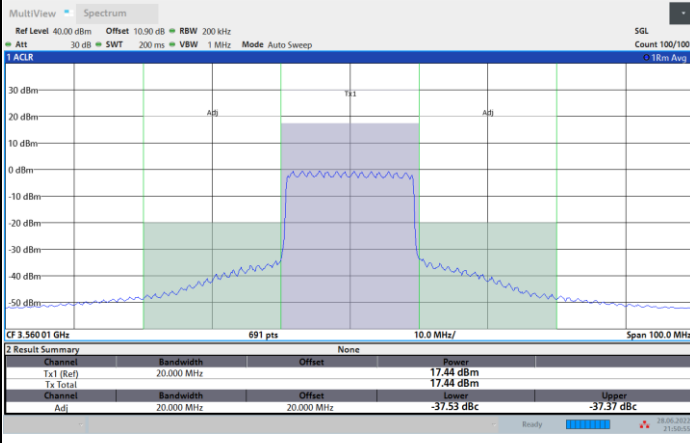 MultiView Spectrum
Ref Level 40.00 dBm Offset 10.90 dB RBW 200 kHz SGL
Att 30 dB SWT 200 ms VBW 1 MHz Mode Auto Sweep Count 100/100
1 ACLR 1Rm Avg
30 dBm
Tx1
20 dBm
Adj Adj
0 dBm
-10 dBm
-20 dBm
-30 dBm
-40 dBm
-50 dBm
CF 3.560 01 GHz 691 pts 10.0 MHz/ Span 100.0 MHz
2 Result Summary None
Channel Bandwidth Offset Power
Tx1 (Ref) 20.000 MHz 17.44 dBm
Tx Total 17.44 dBm
Channel Bandwidth Offset Lower Upper
Adj 20.000 MHz 20.000 MHz -37.53 dBc -37.37 dBc
Ready 28.06.2022